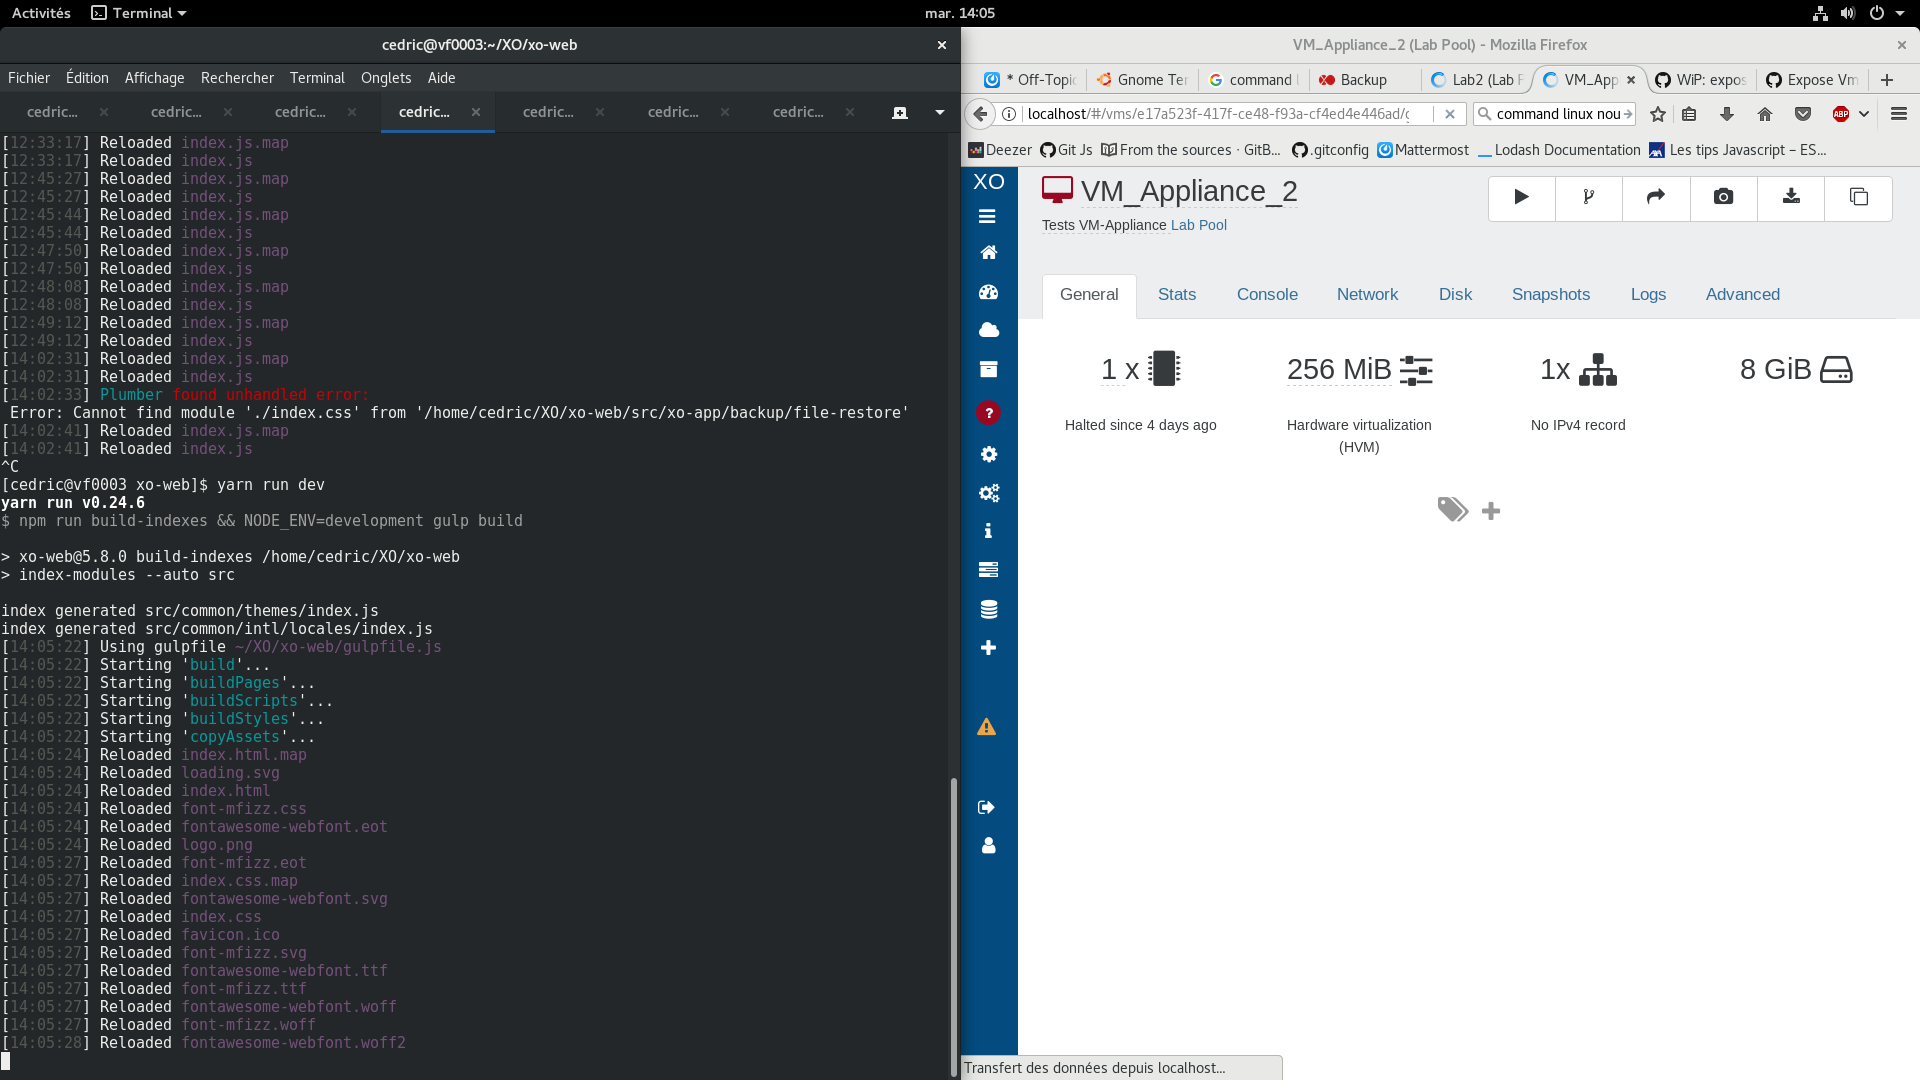 Activités
Terminal
mar. 14:05
cedric@vf0003:~/XO/xo-web
Fichier Édition Affichage Rechercher Terminal Onglets Aide
cedric... cedric... cedric... cedric... cedric... cedric... cedric...
[12:33:17] Reloaded index.js.map
[12:33:17] Reloaded index.js
[12:45:27] Reloaded index.js.map
[12:45:27] Reloaded index.js
[12:45:44] Reloaded index.js.map
[12:45:44] Reloaded index.js
[12:47:50] Reloaded index.js.map
[12:47:50] Reloaded index.js
[12:48:08] Reloaded index.js.map
[12:48:08] Reloaded index.js
[12:49:12] Reloaded index.js.map
[12:49:12] Reloaded index.js
[14:02:31] Reloaded index.js.map
[14:02:31] Reloaded index.js
[14:02:33] Plumber found unhandled error:
Error: Cannot find module './index.css' from '/home/cedric/XO/xo-web/src/xo-app/backup/file-restore'
[14:02:41] Reloaded index.js.map
[14:02:41] Reloaded index.js
^C
[cedric@vf0003 xo-web]$ yarn run dev
yarn run v0.24.6
$ npm run build-indexes && NODE_ENV=development gulp build
> xo-web@5.8.0 build-indexes /home/cedric/XO/xo-web
> index-modules --auto src
index generated src/common/themes/index.js
index generated src/common/intl/locales/index.js
[14:05:22] Using gulpfile ~/XO/xo-web/gulpfile.js
[14:05:22] Starting 'build'...
[14:05:22] Starting 'buildPages'...
[14:05:22] Starting 'buildScripts'...
[14:05:22] Starting 'buildStyles'...
[14:05:22] Starting 'copyAssets'...
[14:05:24] Reloaded index.html.map
[14:05:24] Reloaded loading.svg
[14:05:24] Reloaded index.html
[14:05:24] Reloaded font-mfizz.css
[14:05:24] Reloaded fontawesome-webfont.eot
[14:05:24] Reloaded logo.png
[14:05:27] Reloaded font-mfizz.eot
[14:05:27] Reloaded index.css.map
[14:05:27] Reloaded fontawesome-webfont.svg
[14:05:27] Reloaded index.css
[14:05:27] Reloaded favicon.ico
[14:05:27] Reloaded font-mfizz.svg
[14:05:27] Reloaded fontawesome-webfont.ttf
[14:05:27] Reloaded font-mfizz.ttf
[14:05:27] Reloaded fontawesome-webfont.woff
[14:05:27] Reloaded font-mfizz.woff
[14:05:28] Reloaded fontawesome-webfont.woff2
VM_Appliance_2 (Lab Pool) - Mozilla Firefox
* Off-Topic Gnome Ter command l Backup Lab2 (Lab P VM_App WiP: expos Expose Vm
localhost/#/vms/e17a523f-417f-ce48-f93a-cf4ed4e446ad/g command linux nou
Deezer Git Js From the sources · GitB... .gitconfig Mattermost Lodash Documentation Les tips Javascript – ES...
XO
VM_Appliance_2
Tests VM-Appliance Lab Pool
General Stats Console Network Disk Snapshots Logs Advanced
1 x 256 MiB 1x 8 GiB
Halted since 4 days ago Hardware virtualization (HVM) No IPv4 record
Transfert des données depuis localhost...